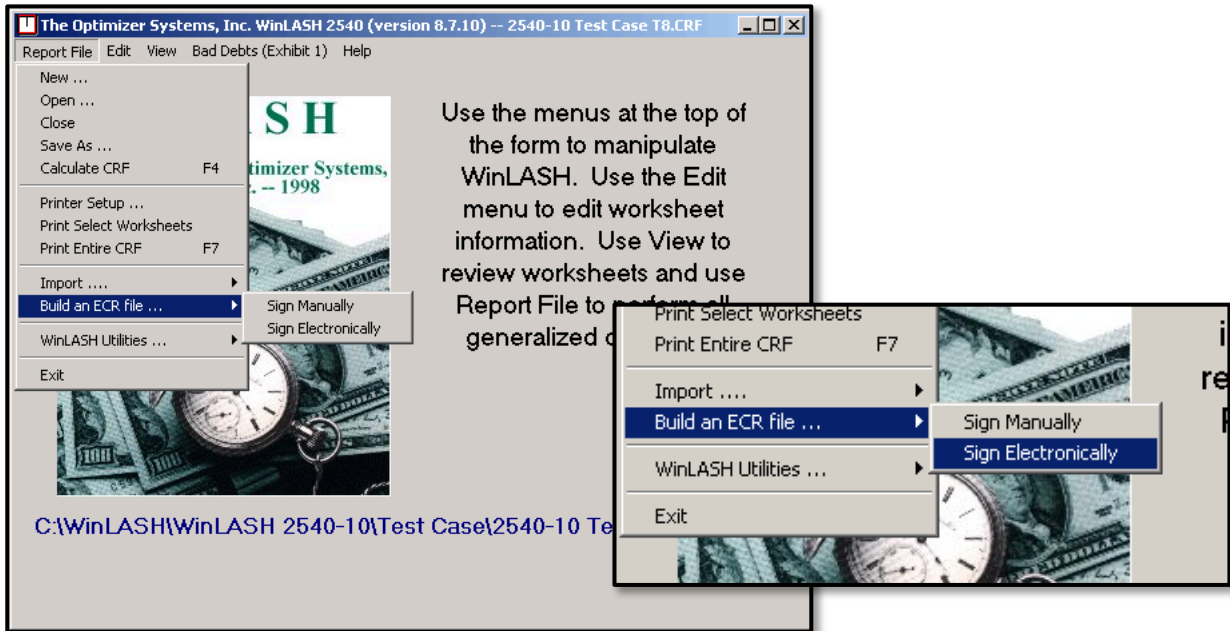 The Optimizer Systems, Inc. WinLASH 2540 (version 8.7.10) -- 2540-10 Test Case T8.CRF
Report File Edit View Bad Debts (Exhibit 1) Help
New ...
Open ...
Close
Save As ...
Calculate CRF F4
Printer Setup ...
Print Select Worksheets
Print Entire CRF F7
Import ....
Build an ECR file ...
WinLASH Utilities ...
Exit
Sign Manually
Sign Electronically
S H
timizer Systems,
-- 1998
Use the menus at the top of
the form to manipulate
WinLASH. Use the Edit
menu to edit worksheet
information. Use View to
review worksheets and use
Report File to perform all
generalized
C:\WinLASH\WinLASH 2540-10\Test Case\2540-10 Te
Print Select Worksheets
Print Entire CRF F7
Import ....
Build an ECR file ...
WinLASH Utilities ...
Exit
Sign Manually
Sign Electronically
i
re